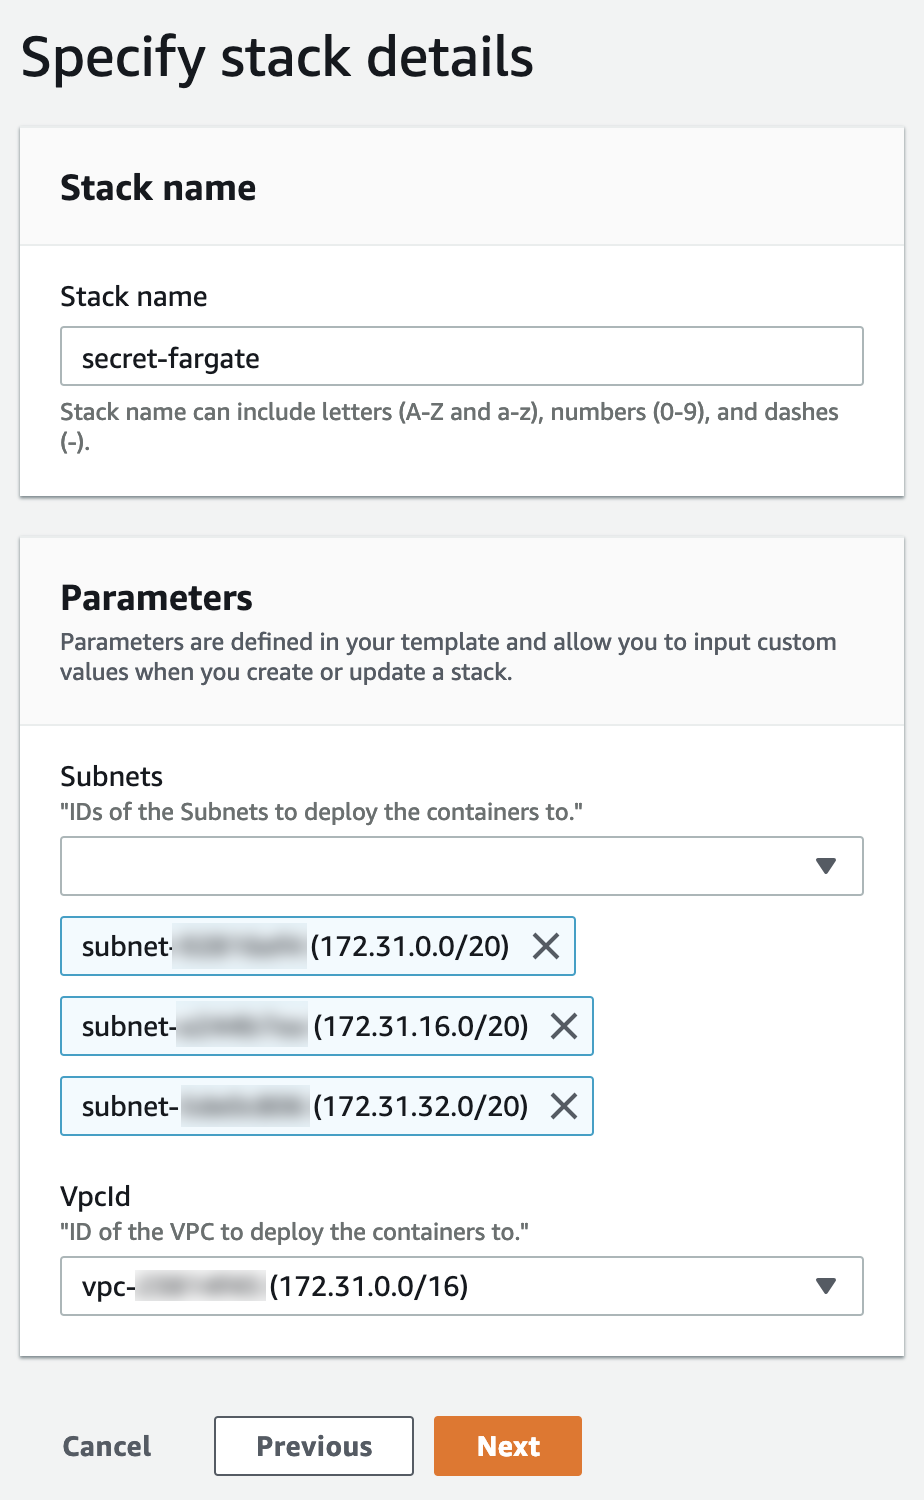 Specify stack details
Stack name
Stack name
secret-fargate
Stack name can include letters (A-Z and a-z), numbers (0-9), and dashes
(-).
Parameters
Parameters are defined in your template and allow you to input custom
values when you create or update a stack.
Subnets
"IDs of the Subnets to deploy the containers to."
subnet- (172.31.0.0/20)
subnet- (172.31.16.0/20)
subnet- (172.31.32.0/20)
VpcId
"ID of the VPC to deploy the containers to."
vpc- (172.31.0.0/16)
Cancel
Previous
Next